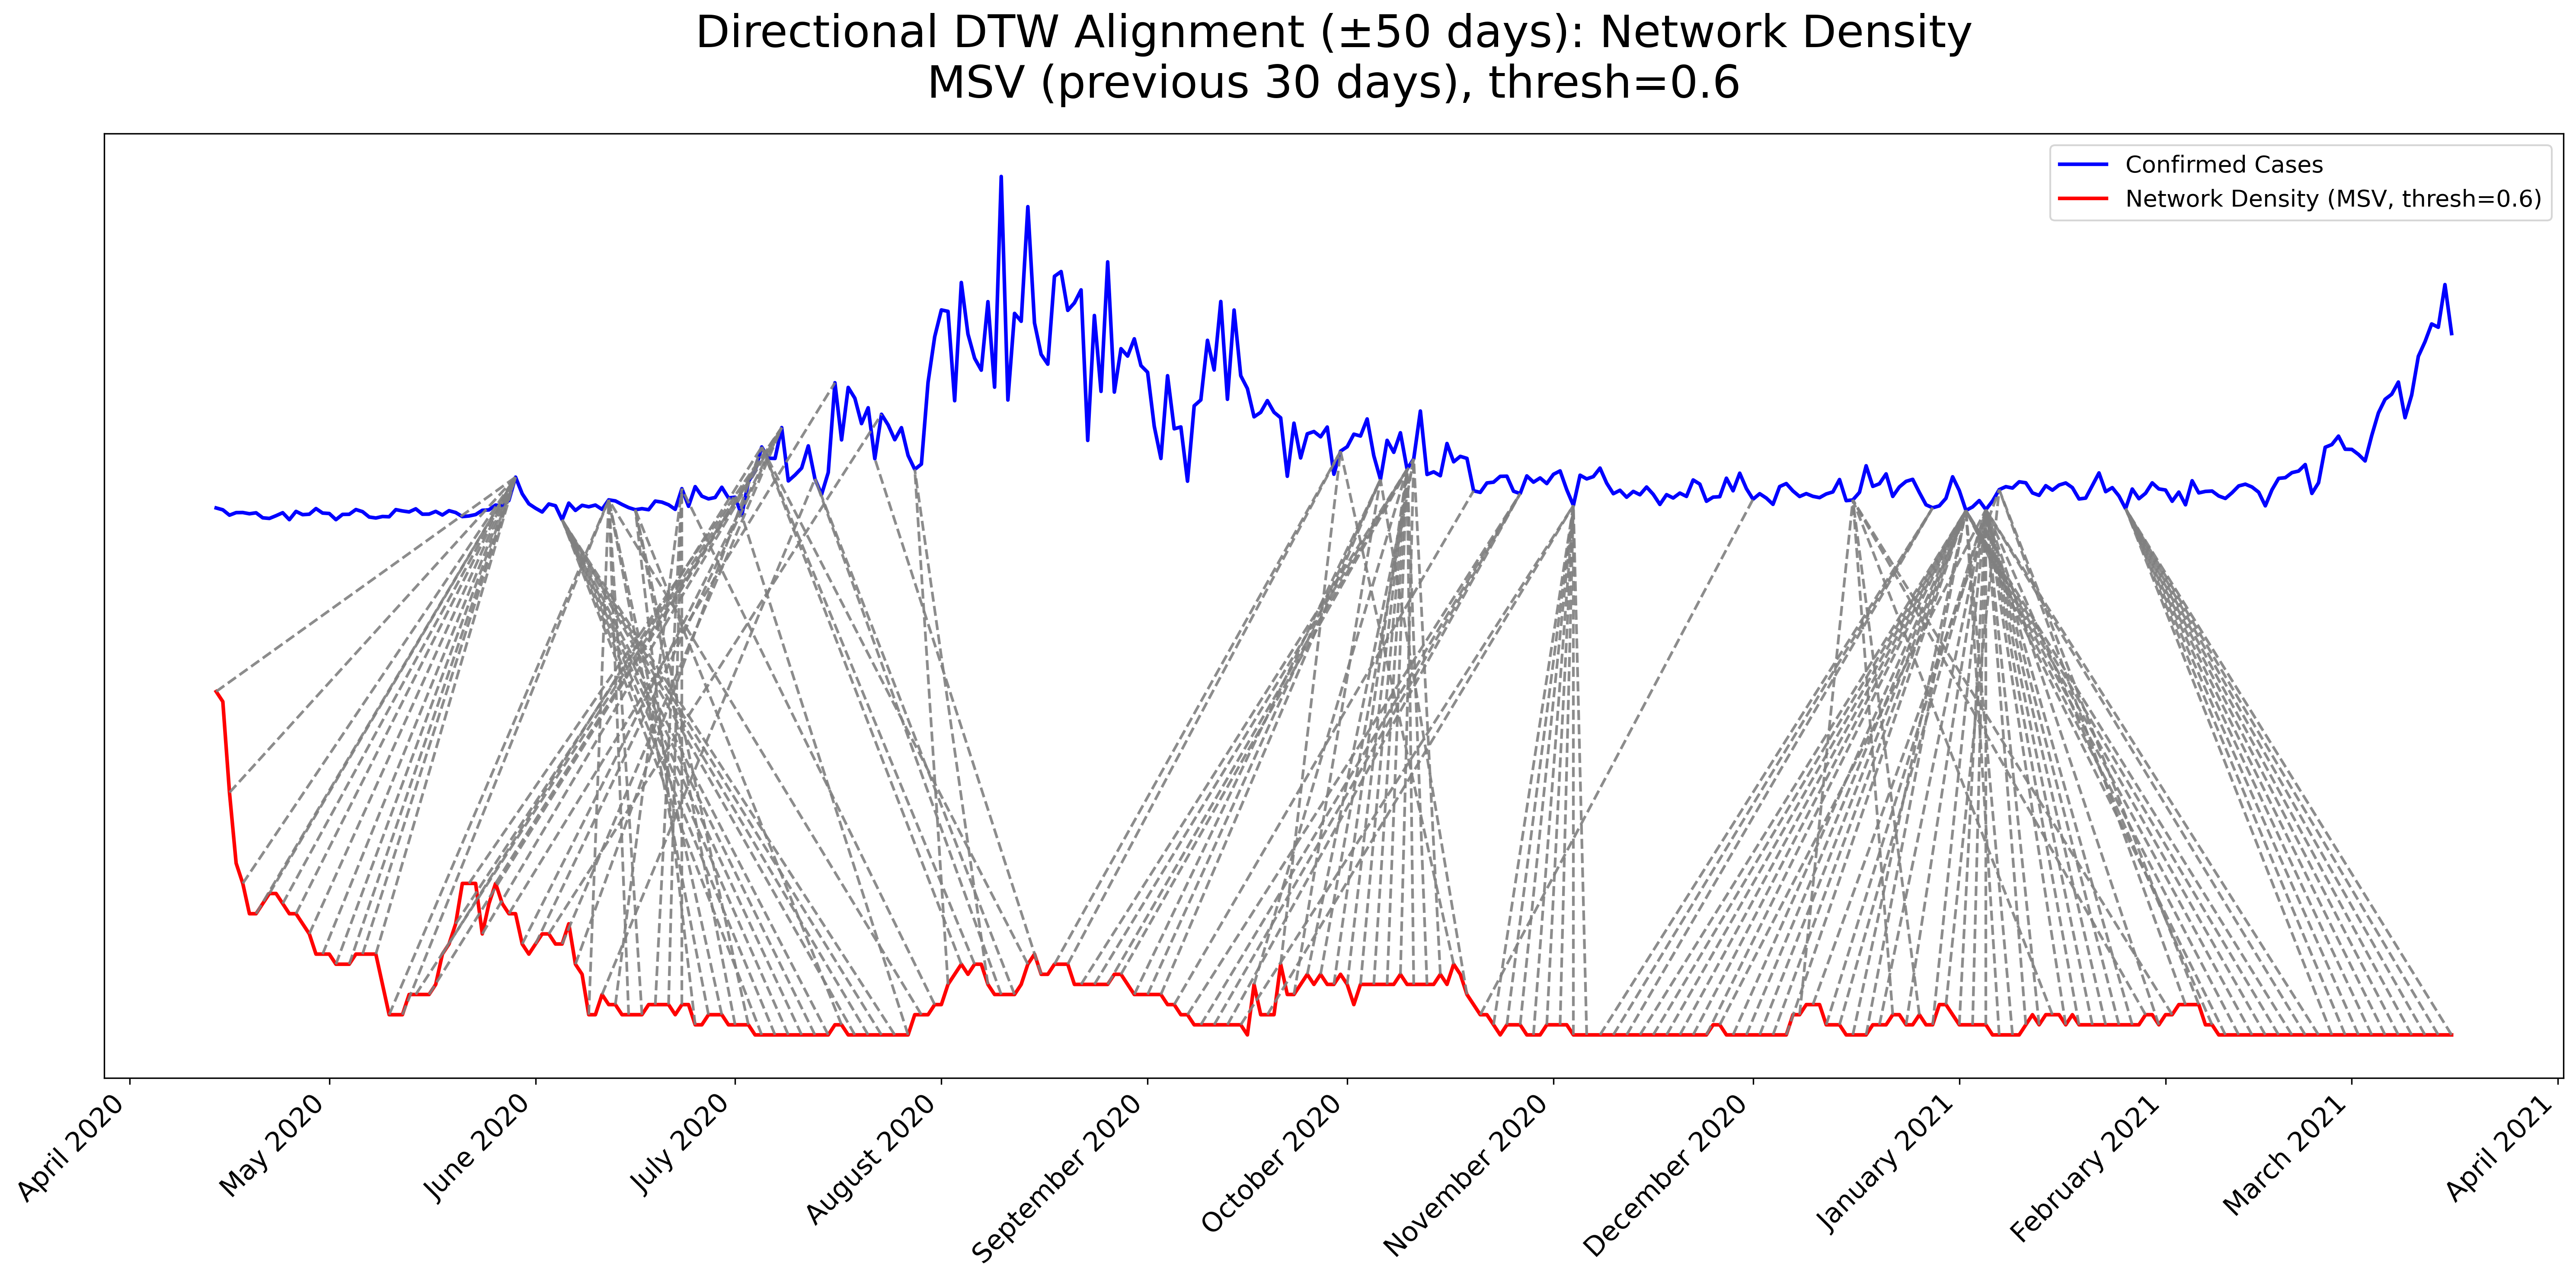 Directional DTW Alignment (±50 days): Network Density
MSV (previous 30 days), thresh=0.6
Confirmed Cases
Network Density (MSV, thresh=0.6)
April 2020
May 2020
June 2020
July 2020
August 2020
September 2020
October 2020
November 2020
December 2020
January 2021
February 2021
March 2021
April 2021